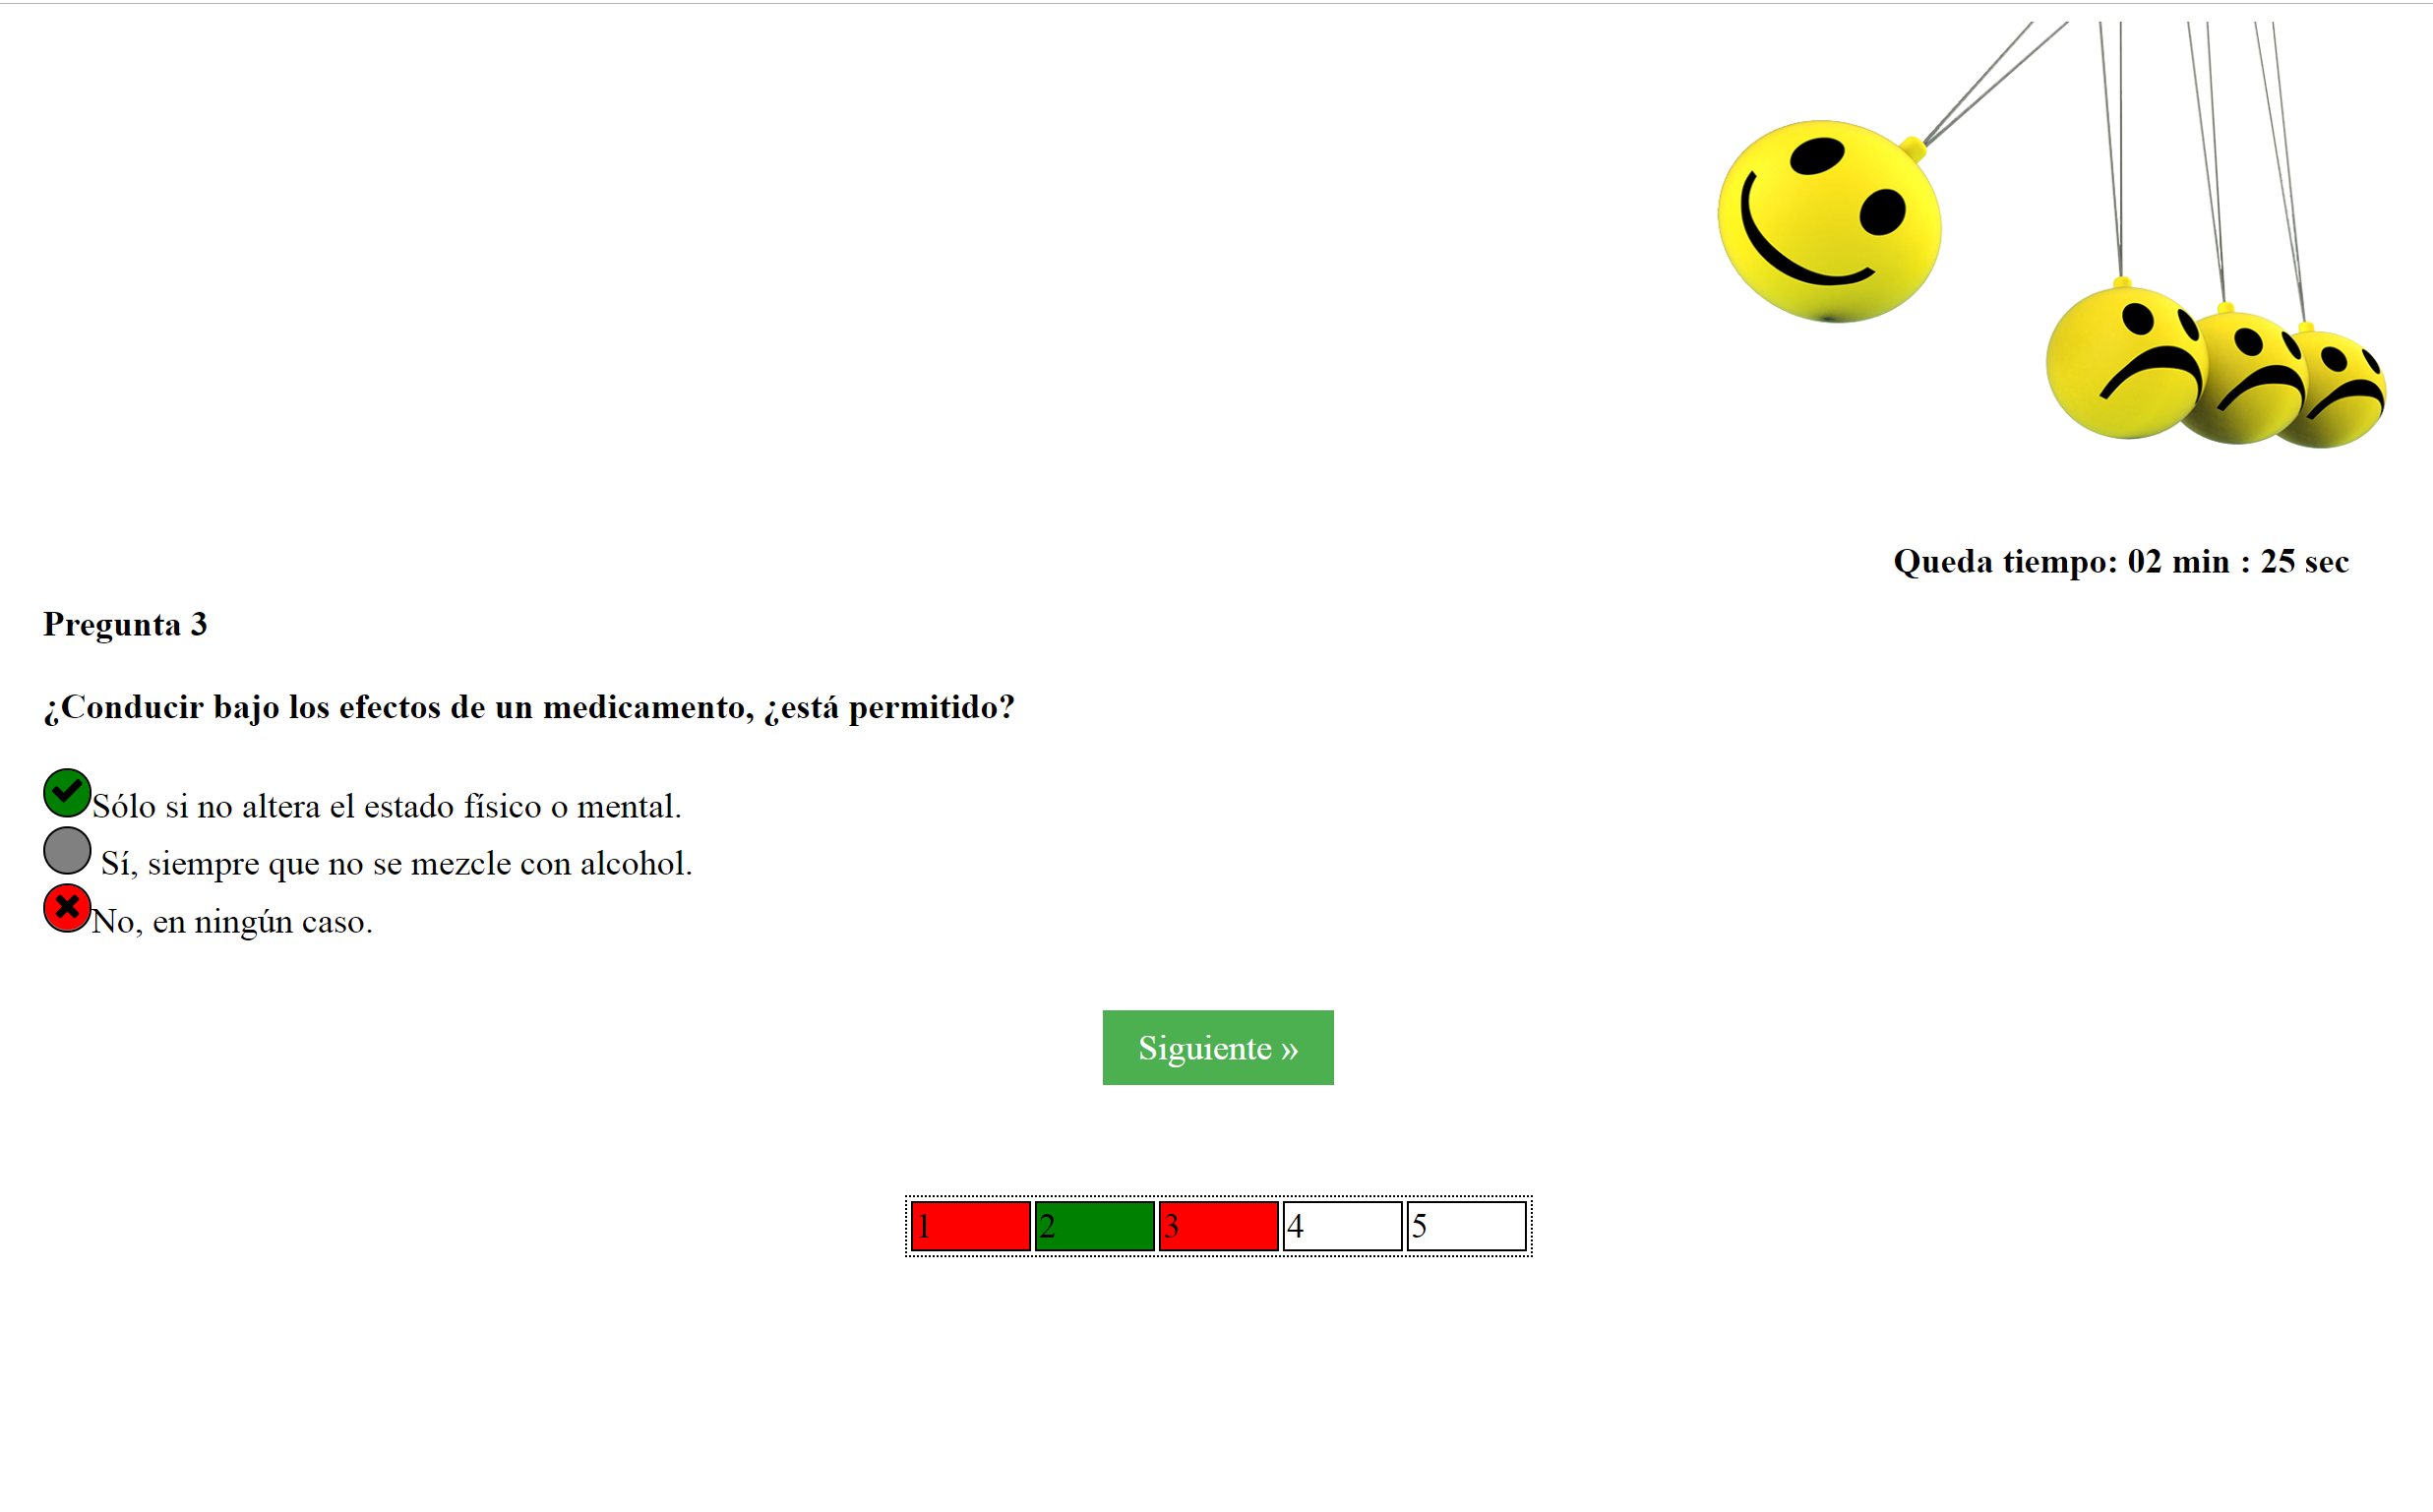 Queda tiempo: 02 min : 25 sec
Pregunta 3
¿Conducir bajo los efectos de un medicamento, ¿está permitido?
Sólo si no altera el estado físico o mental.
Sí, siempre que no se mezcle con alcohol.
No, en ningún caso.
Siguiente »
1 2 3 4 5